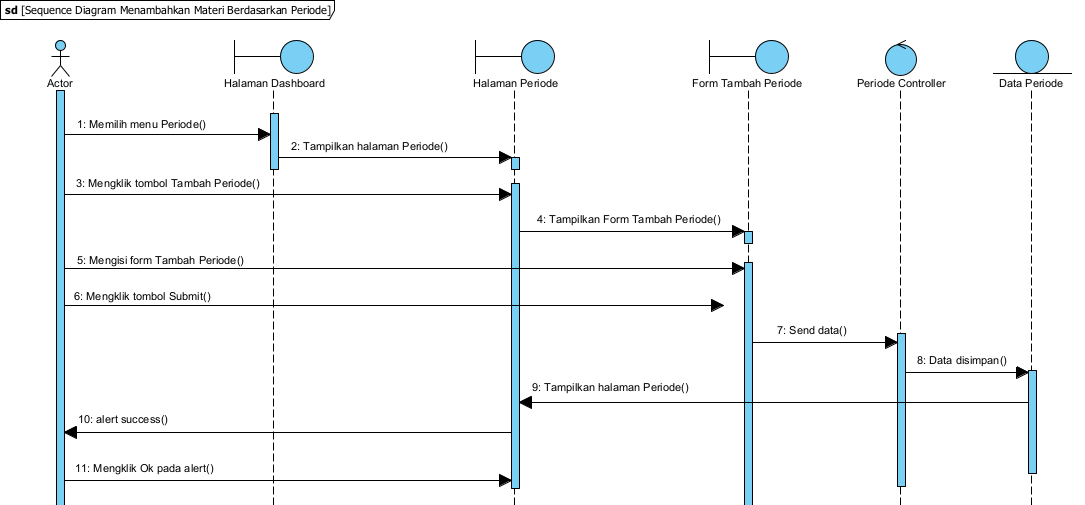 sd [Sequence Diagram Menambahkan Materi Berdasarkan Periode]
Actor
Halaman Dashboard
Halaman Periode
Form Tambah Periode
Periode Controller
Data Periode
1: Memilih menu Periode()
2: Tampilkan halaman Periode()
3: Mengklik tombol Tambah Periode()
4: Tampilkan Form Tambah Periode()
5: Mengisi form Tambah Periode()
6: Mengklik tombol Submit()
7: Send data()
8: Data disimpan()
9: Tampilkan halaman Periode()
10: alert success()
11: Mengklik Ok pada alert()